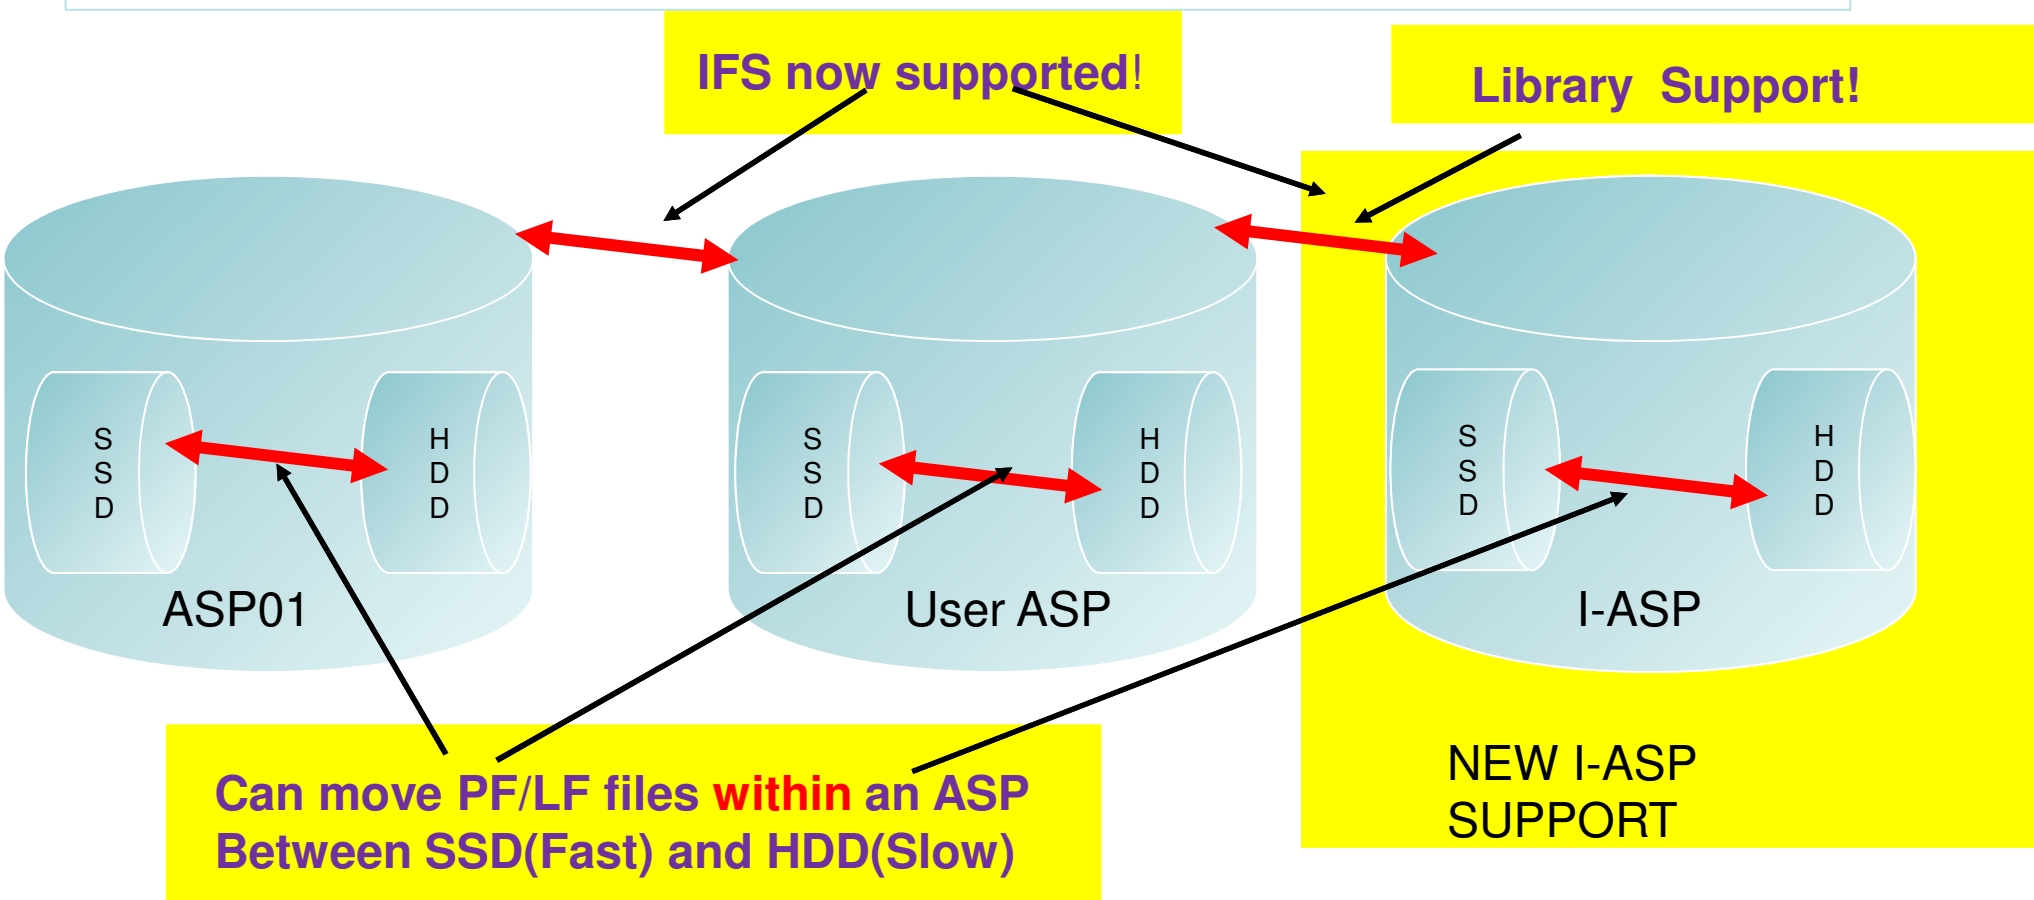 IFS now supported!
Library Support!
S
S
D
H
D
D
ASP01
S
S
D
H
D
D
User ASP
S
S
D
H
D
D
I-ASP
NEW I-ASP
SUPPORT
Can move PF/LF files within an ASP
Between SSD(Fast) and HDD(Slow)